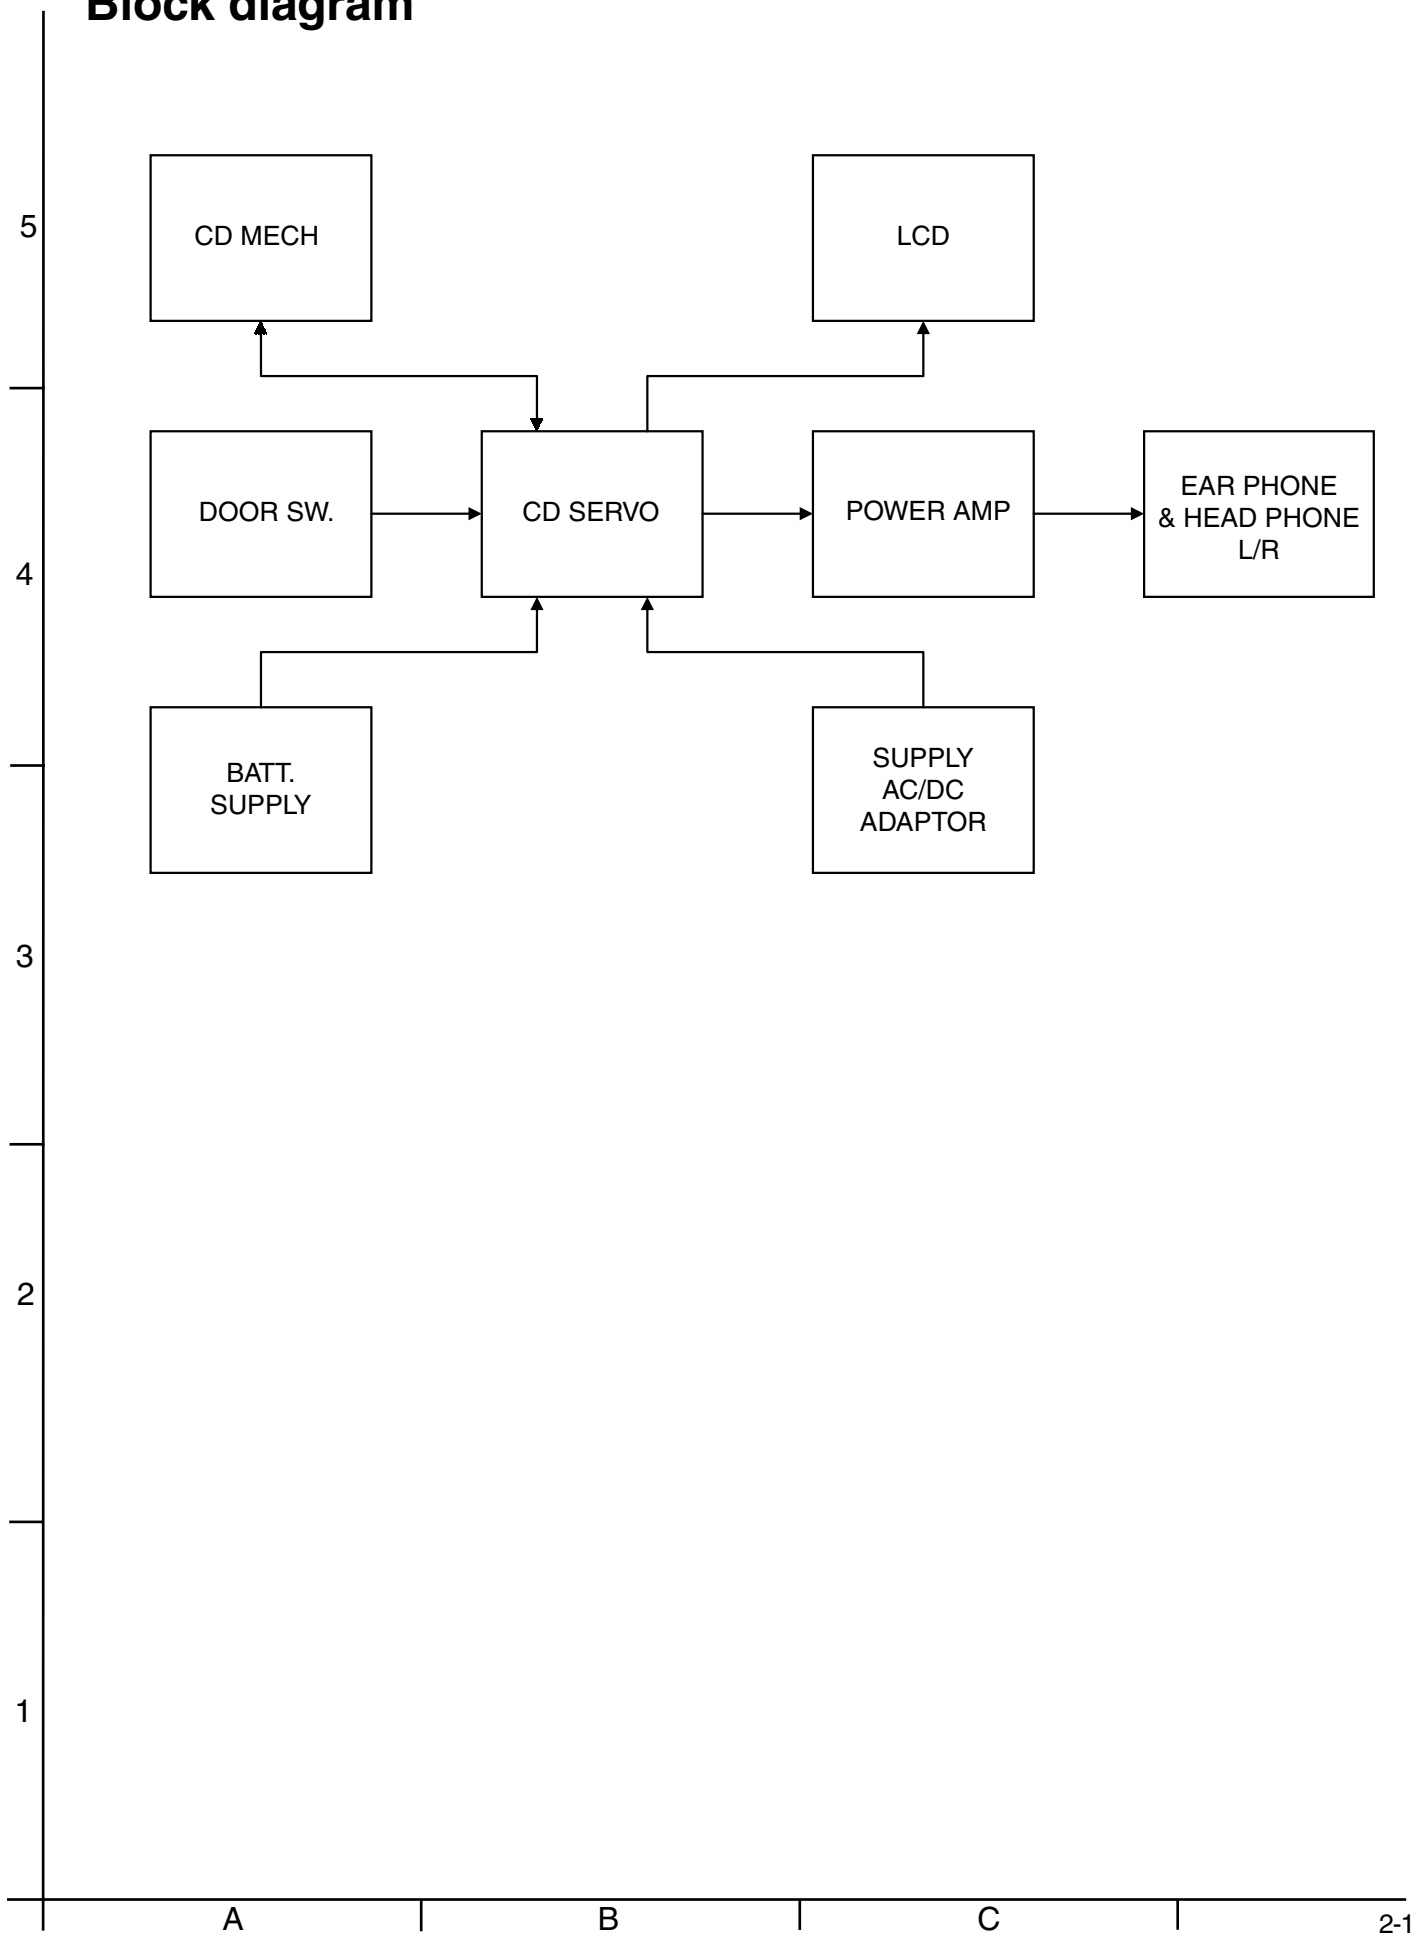 Block diagram
5
CD MECH
LCD
DOOR SW.
CD SERVO
POWER AMP
EAR PHONE
& HEAD PHONE
L/R
4
BATT.
SUPPLY
SUPPLY
AC/DC
ADAPTOR
3
2
1
A
B
C
2-1